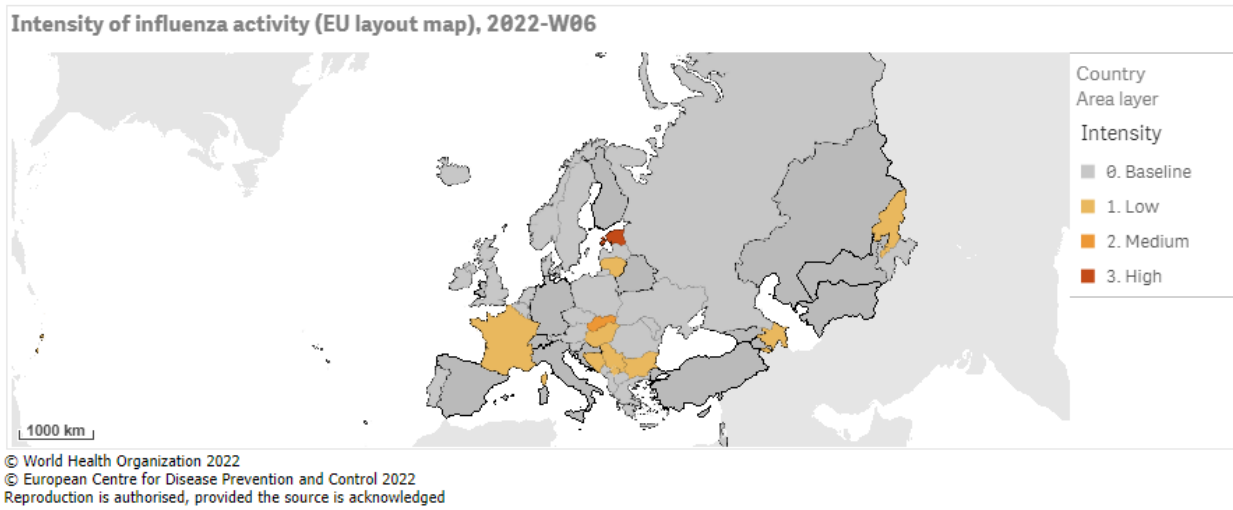 Intensity of influenza activity (EU layout map), 2022-W06
Country
Area layer
Intensity
0. Baseline
1. Low
2. Medium
3. High
1000 km
© World Health Organization 2022
© European Centre for Disease Prevention and Control 2022
Reproduction is authorised, provided the source is acknowledged